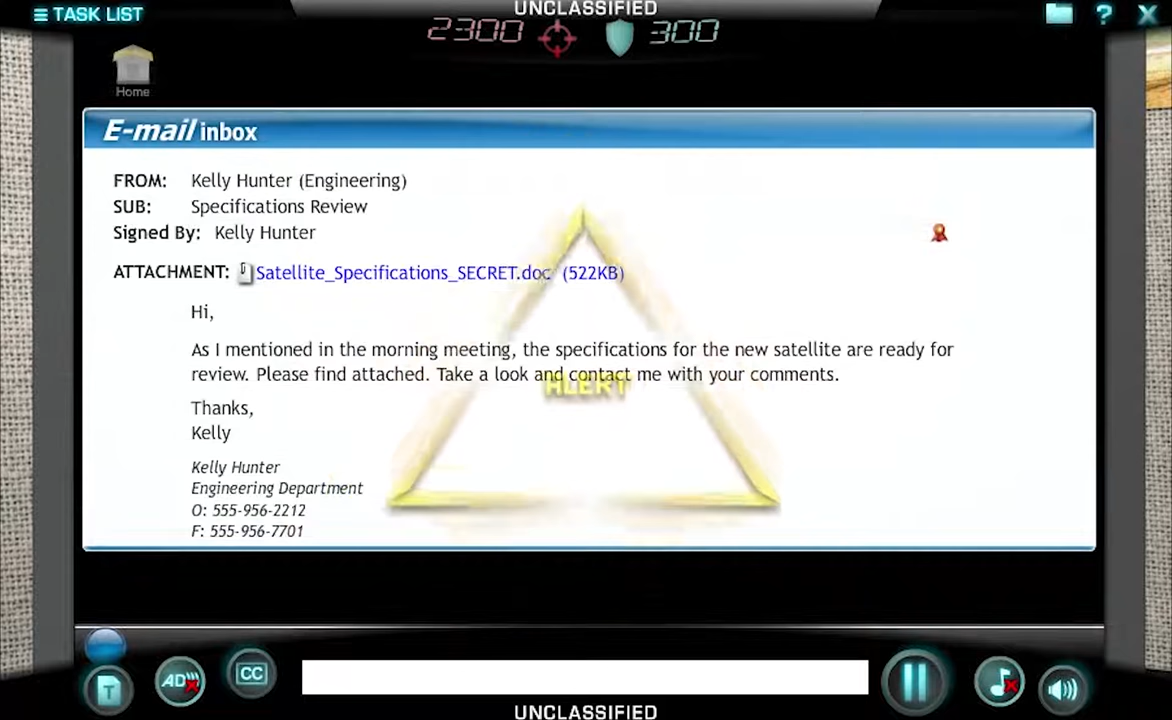 UNCLASSIFIED
TASK LIST
2300 300
?
X
Home
E-mail inbox
FROM: Kelly Hunter (Engineering)
SUB: Specifications Review
Signed By: Kelly Hunter
ATTACHMENT: Satellite_Specifications_SECRET.doc (522KB)
Hi,
As I mentioned in the morning meeting, the specifications for the new satellite are ready for
review. Please find attached. Take a look and contact me with your comments.
ALERT
Thanks,
Kelly
Kelly Hunter
Engineering Department
O: 555-956-2212
F: 555-956-7701
T
AD
CC
UNCLASSIFIED